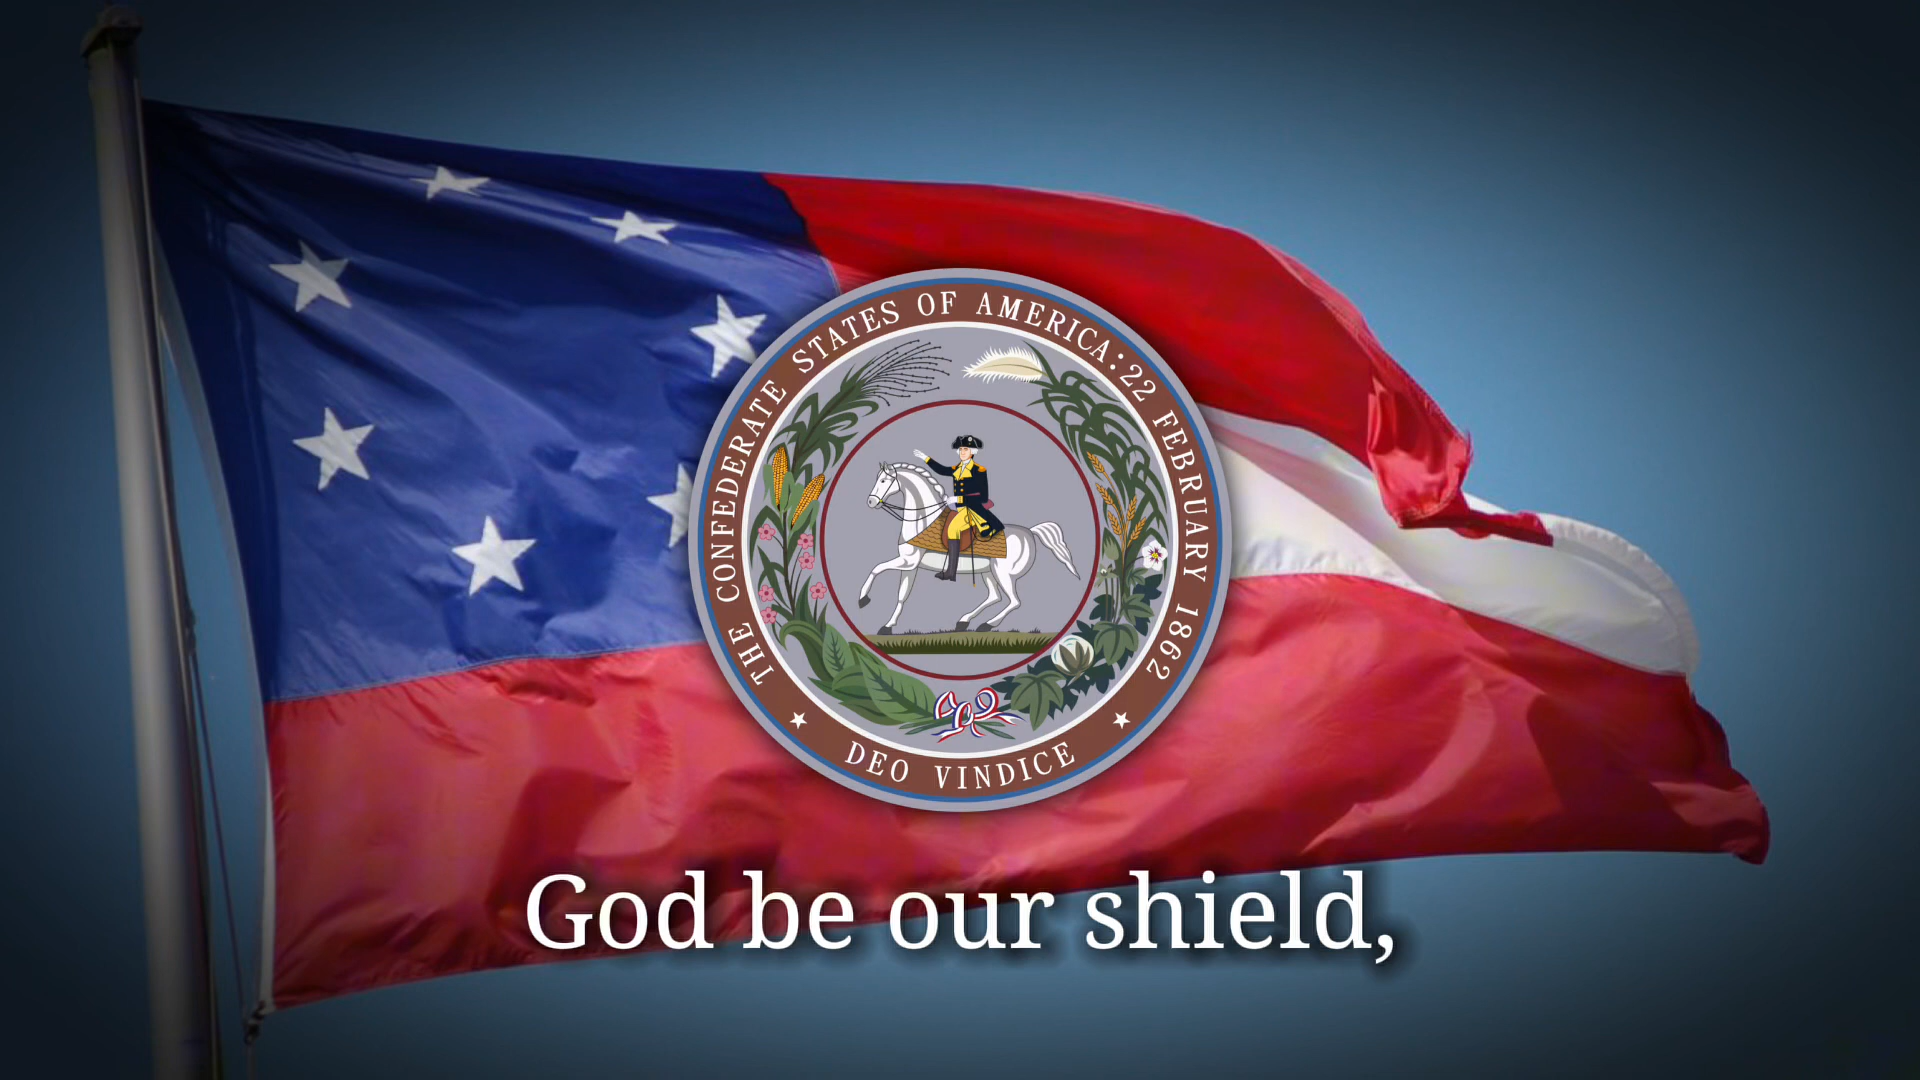 THE CONFEDERATE STATES OF AMERICA: 22 FEBRUARY 1862
DEO VINDICE
God be our shield,